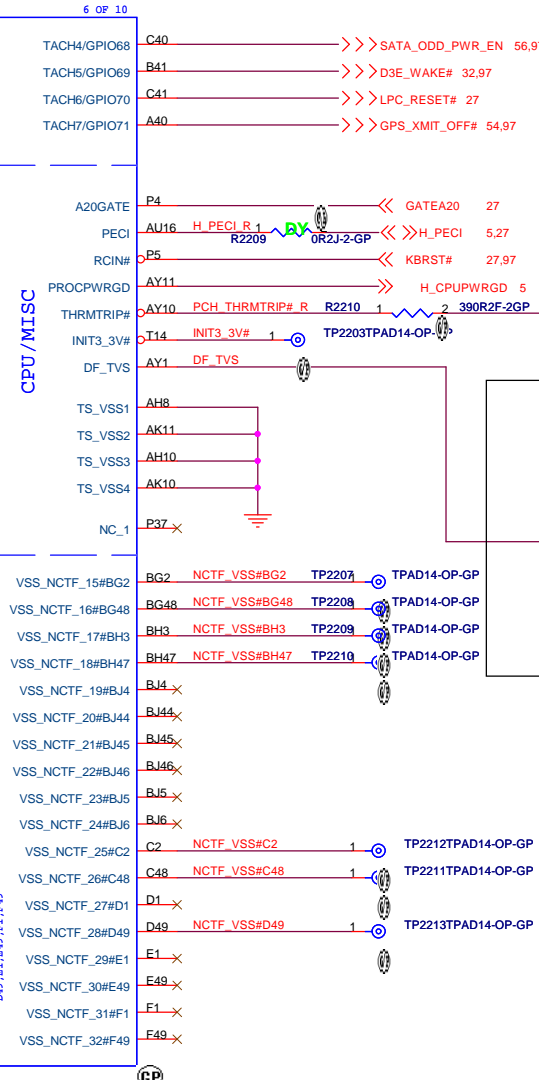 6 OF 10
TACH4/GPIO68 C40 SATA_ODD_PWR_EN 56,9
TACH5/GPIO69 B41 D3E_WAKE# 32,97
TACH6/GPIO70 C41 LPC_RESET# 27
TACH7/GPIO71 A40 GPS_XMIT_OFF# 54,97
CPU/MISC
A20GATE P4 GATEA20 27
PECI AU16 H_PECI_R 1 R2209 DY 2 0R2J-2-GP H_PECI 5,27
RCIN# P5 KBRST# 27,97
PROCPWRGD AY11 H_CPUPWRGD 5
THRMTRIP# AY10 PCH_THRMTRIP#_R R2210 1 2 390R2F-2GP
INIT3_3V# T14 INIT3_3V# 1 TP2203TPAD14-OP-
DF_TVS AY1 DF_TVS
TS_VSS1 AH8
TS_VSS2 AK11
TS_VSS3 AH10
TS_VSS4 AK10
NC_1 P37
VSS_NCTF_15#BG2 BG2 NCTF_VSS#BG2 TP2207 1 TPAD14-OP-GP
VSS_NCTF_16#BG48 BG48 NCTF_VSS#BG48 TP2208 1 TPAD14-OP-GP
VSS_NCTF_17#BH3 BH3 NCTF_VSS#BH3 TP2209 1 TPAD14-OP-GP
VSS_NCTF_18#BH47 BH47 NCTF_VSS#BH47 TP2210 1 TPAD14-OP-GP
VSS_NCTF_19#BJ4 BJ4
VSS_NCTF_20#BJ44 BJ44
VSS_NCTF_21#BJ45 BJ45
VSS_NCTF_22#BJ46 BJ46
VSS_NCTF_23#BJ5 BJ5
VSS_NCTF_24#BJ6 BJ6
VSS_NCTF_25#C2 C2 NCTF_VSS#C2 1 TP2212TPAD14-OP-GP
VSS_NCTF_26#C48 C48 NCTF_VSS#C48 1 TP2211TPAD14-OP-GP
VSS_NCTF_27#D1 D1
VSS_NCTF_28#D49 D49 NCTF_VSS#D49 1 TP2213TPAD14-OP-GP
VSS_NCTF_29#E1 E1
VSS_NCTF_30#E49 E49
VSS_NCTF_31#F1 F1
VSS_NCTF_32#F49 F49
GP